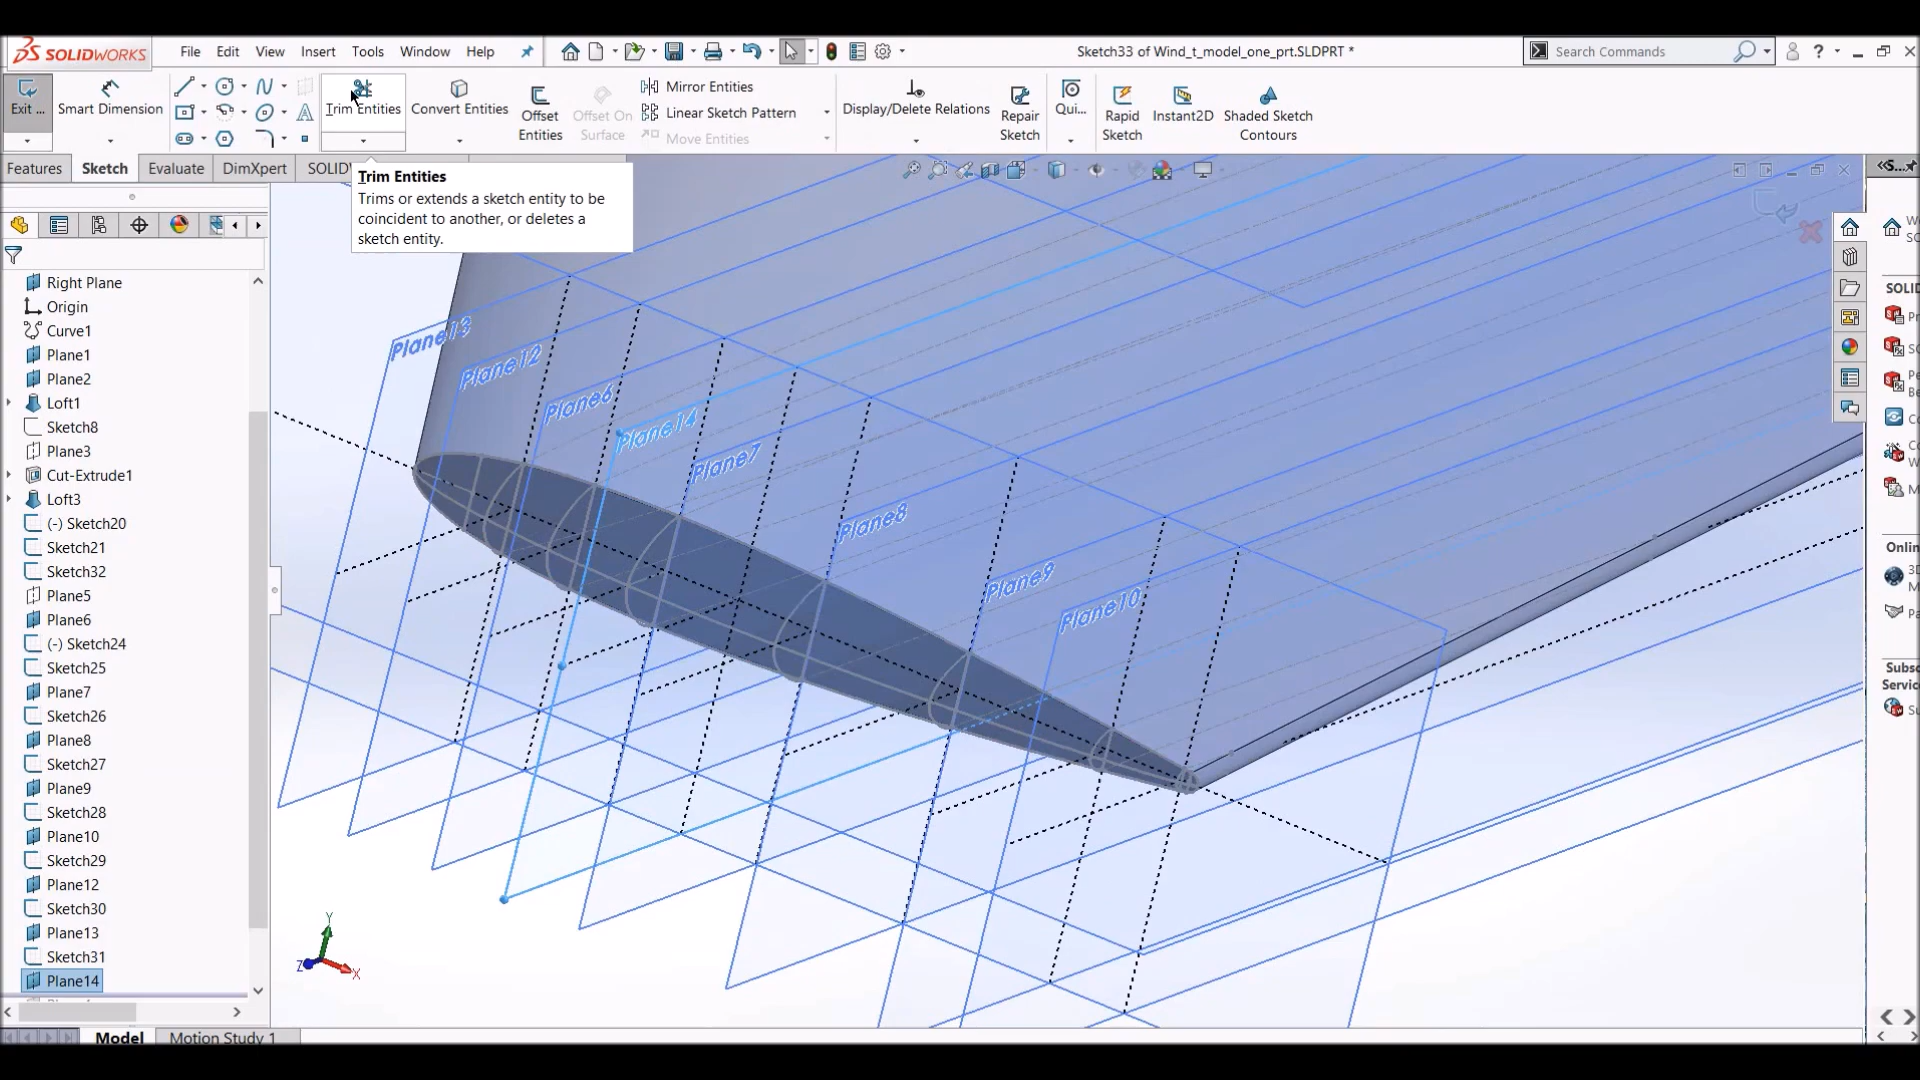 SOLIDWORKS
File Edit View Insert Tools Window Help
Sketch33 of Wind_t_model_one_prt.SLDPRT *
Search Commands
Exit ...
Smart Dimension
Trim Entities
Convert Entities
Offset Entities
Offset On Surface
Mirror Entities
Linear Sketch Pattern
Move Entities
Display/Delete Relations
Repair Sketch
Qui...
Rapid Sketch
Instant2D
Shaded Sketch Contours
Features Sketch Evaluate DimXpert
Trim Entities
Trims or extends a sketch entity to be
coincident to another, or deletes a
sketch entity.
Right Plane
Origin
Curve1
Plane1
Plane2
Loft1
Sketch8
Plane3
Cut-Extrude1
Loft3
(-) Sketch20
Sketch21
Sketch32
Plane5
Plane6
(-) Sketch24
Sketch25
Plane7
Sketch26
Plane8
Sketch27
Plane9
Sketch28
Plane10
Sketch29
Plane12
Sketch30
Plane13
Sketch31
Plane14
Plane13
Plane12
Plane6
Plane14
Plane7
Plane8
Plane9
Plane10
Y
Z
X
Model Motion Study 1